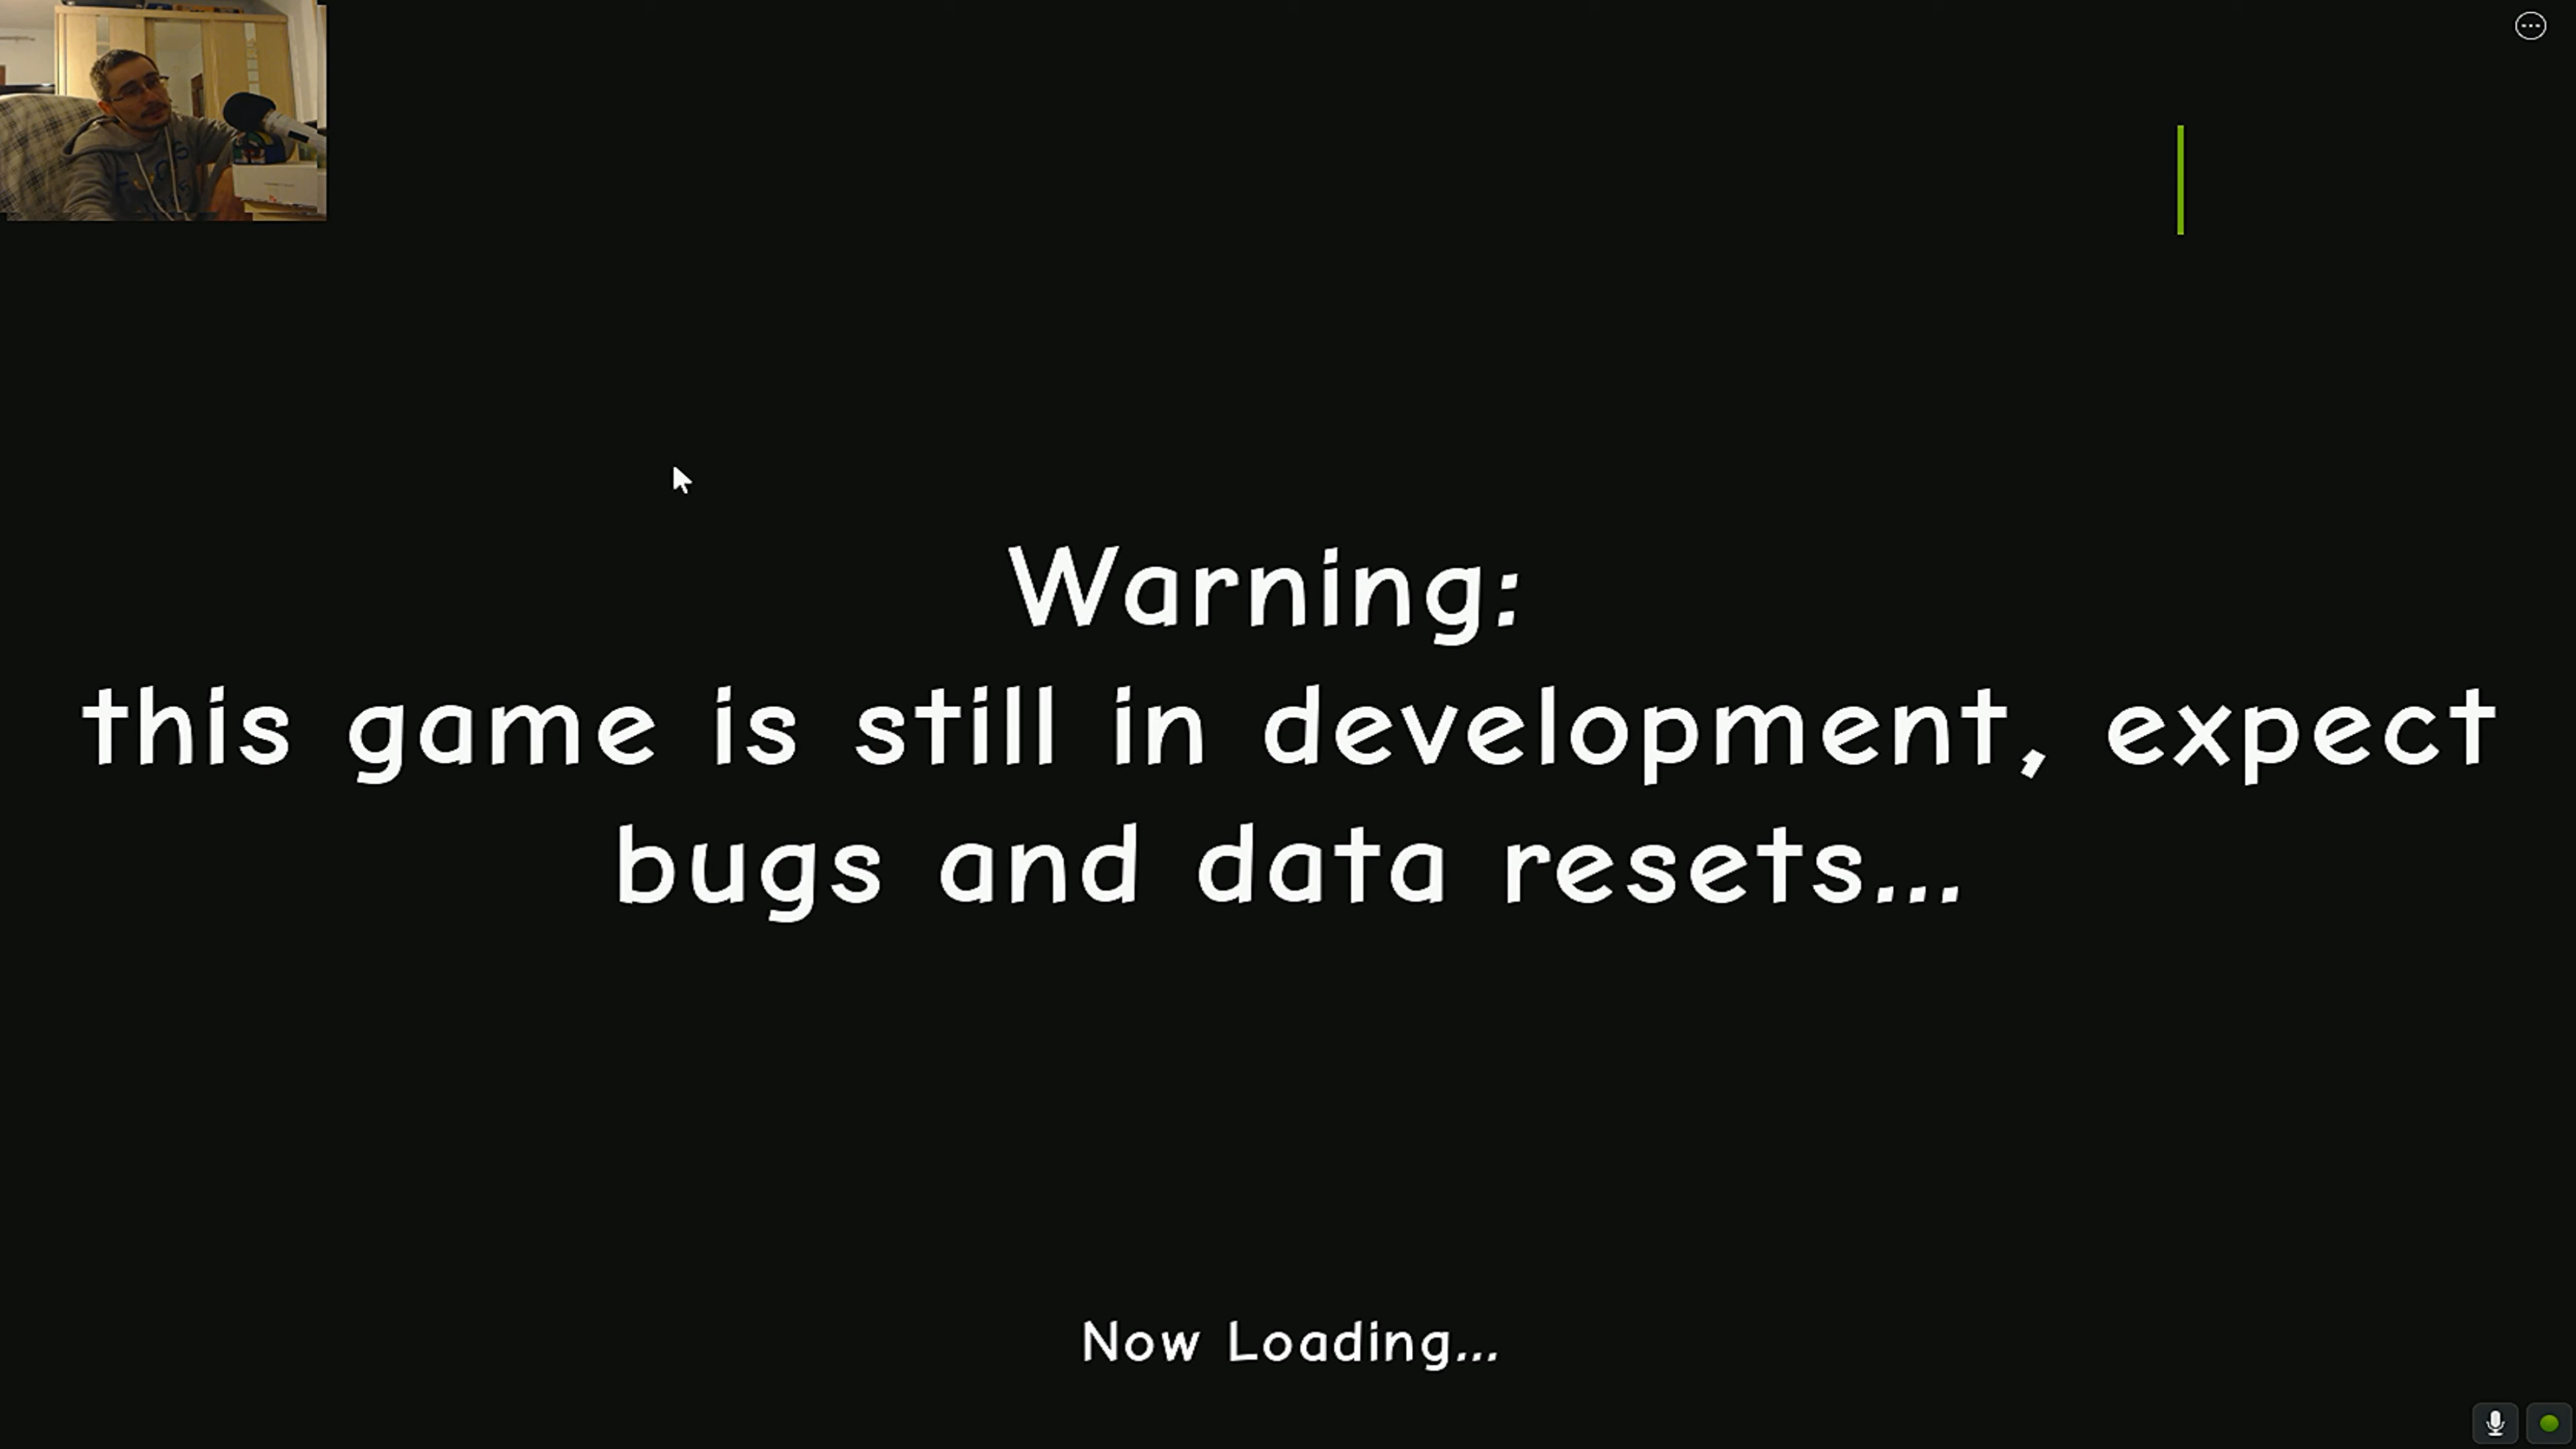 Warning:
this game is still in development, expect
bugs and data resets...
Now Loading...